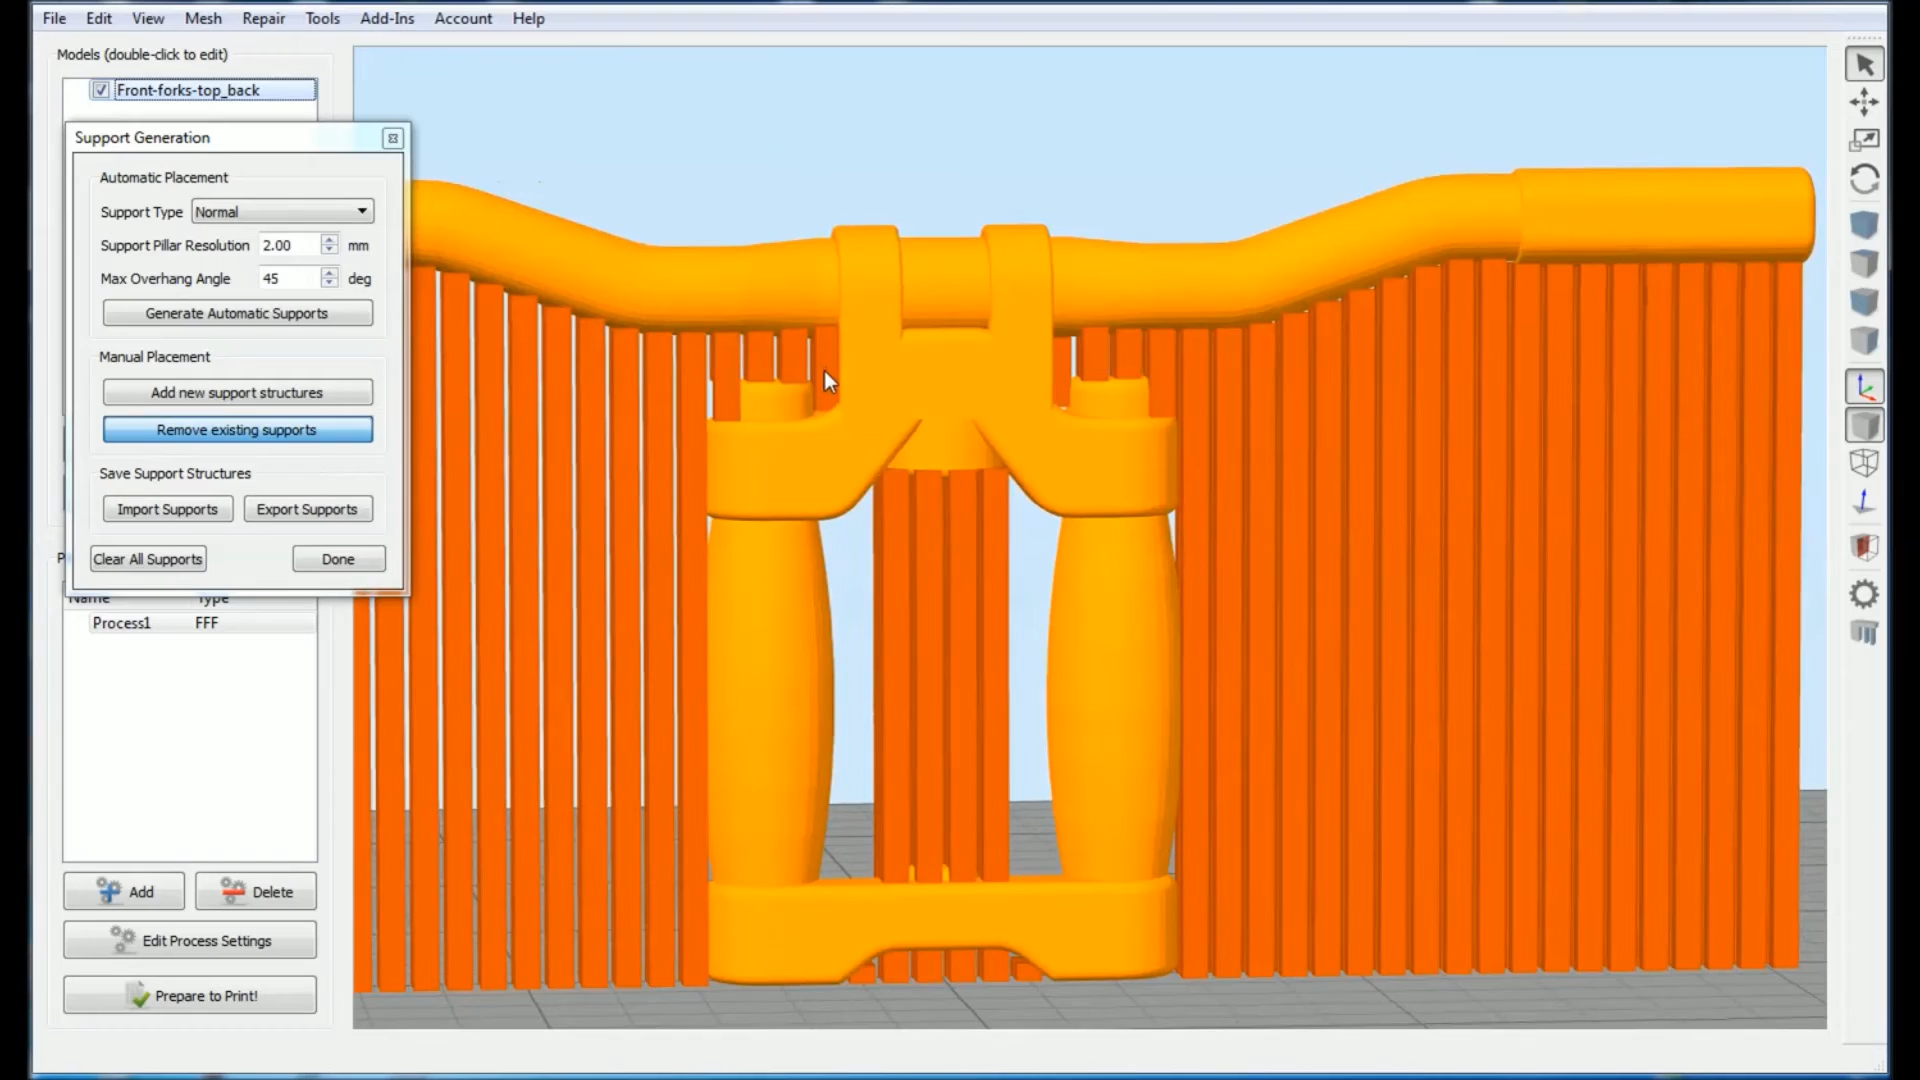 File Edit View Mesh Repair Tools Add-Ins Account Help
Models (double-click to edit)
Front-forks-top_back
Support Generation
Automatic Placement
Support Type Normal
Support Pillar Resolution 2.00 mm
Max Overhang Angle 45 deg
Generate Automatic Supports
Manual Placement
Add new support structures
Remove existing supports
Save Support Structures
Import Supports Export Supports
Clear All Supports Done
Name Type
Process1 FFF
Add Delete
Edit Process Settings
Prepare to Print!